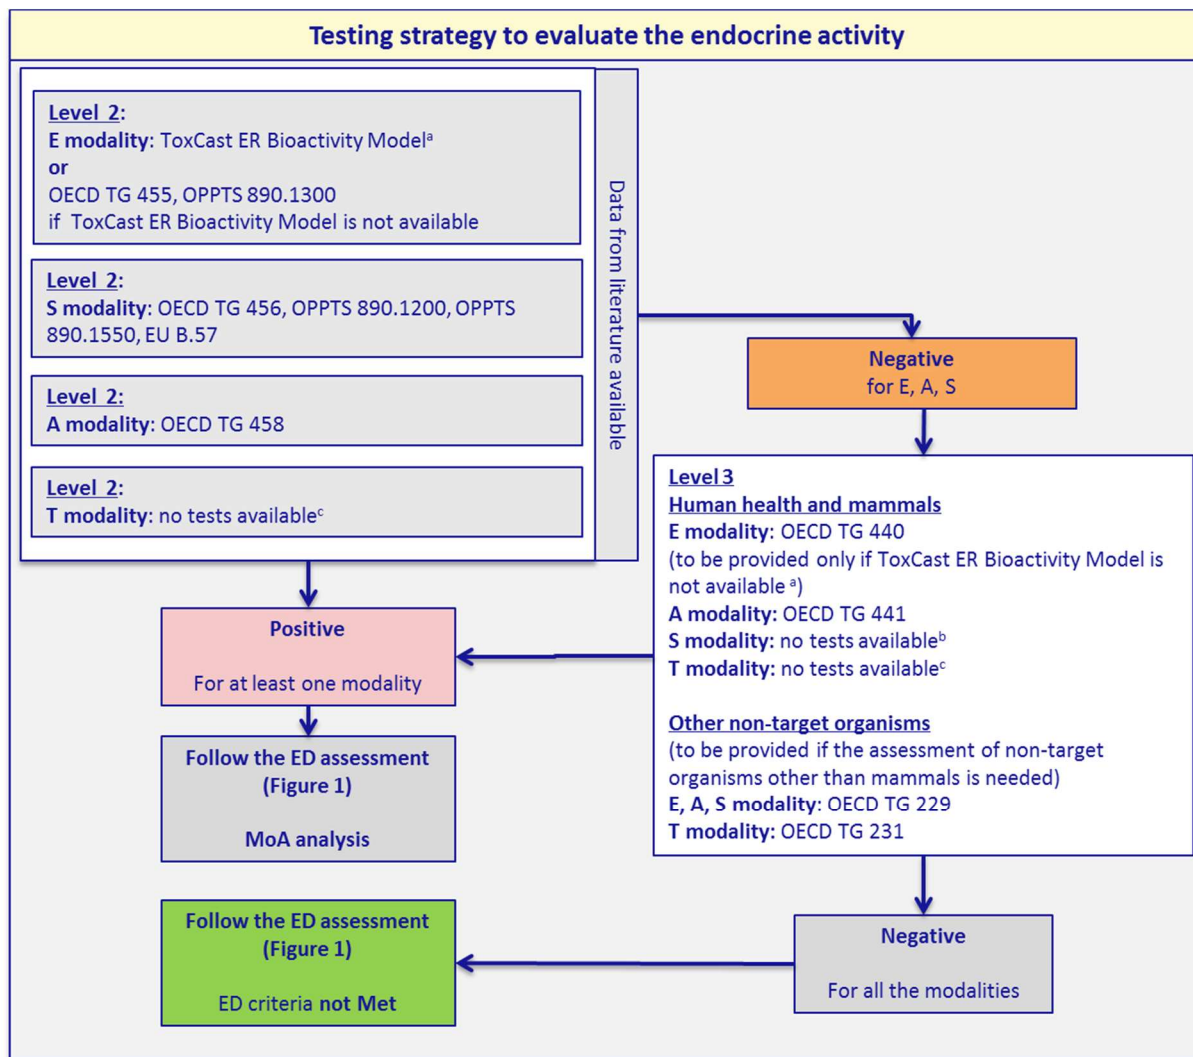 Testing strategy to evaluate the endocrine activity
Level 2:
E modality: ToxCast ER Bioactivity Modelᵃ
or
OECD TG 455, OPPTS 890.1300
if ToxCast ER Bioactivity Model is not available
Level 2:
S modality: OECD TG 456, OPPTS 890.1200, OPPTS
890.1550, EU B.57
Level 2:
A modality: OECD TG 458
Level 2:
T modality: no tests availableᶜ
Data from literature available
Negative
for E, A, S
Level 3
Human health and mammals
E modality: OECD TG 440
(to be provided only if ToxCast ER Bioactivity Model is
not available ᵃ)
A modality: OECD TG 441
S modality: no tests availableᵇ
T modality: no tests availableᶜ
Other non-target organisms
(to be provided if the assessment of non-target
organisms other than mammals is needed)
E, A, S modality: OECD TG 229
T modality: OECD TG 231
Positive
For at least one modality
Follow the ED assessment
(Figure 1)
MoA analysis
Follow the ED assessment
(Figure 1)
ED criteria not Met
Negative
For all the modalities